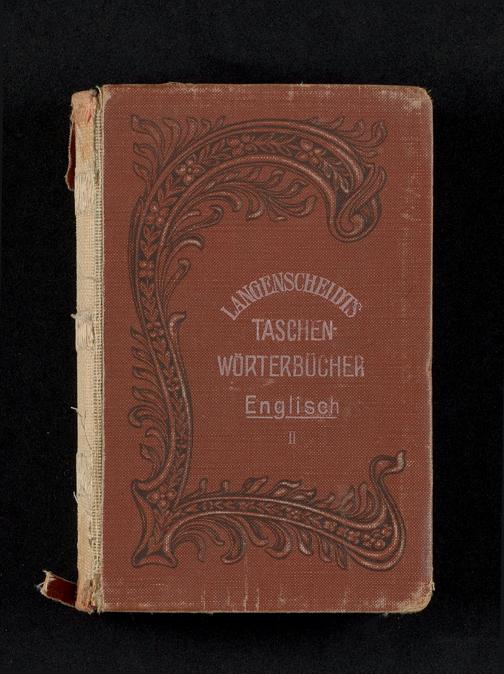 LANGENSCHEIDTS
TASCHEN-
WÖRTERBÜCHER
Englisch
II